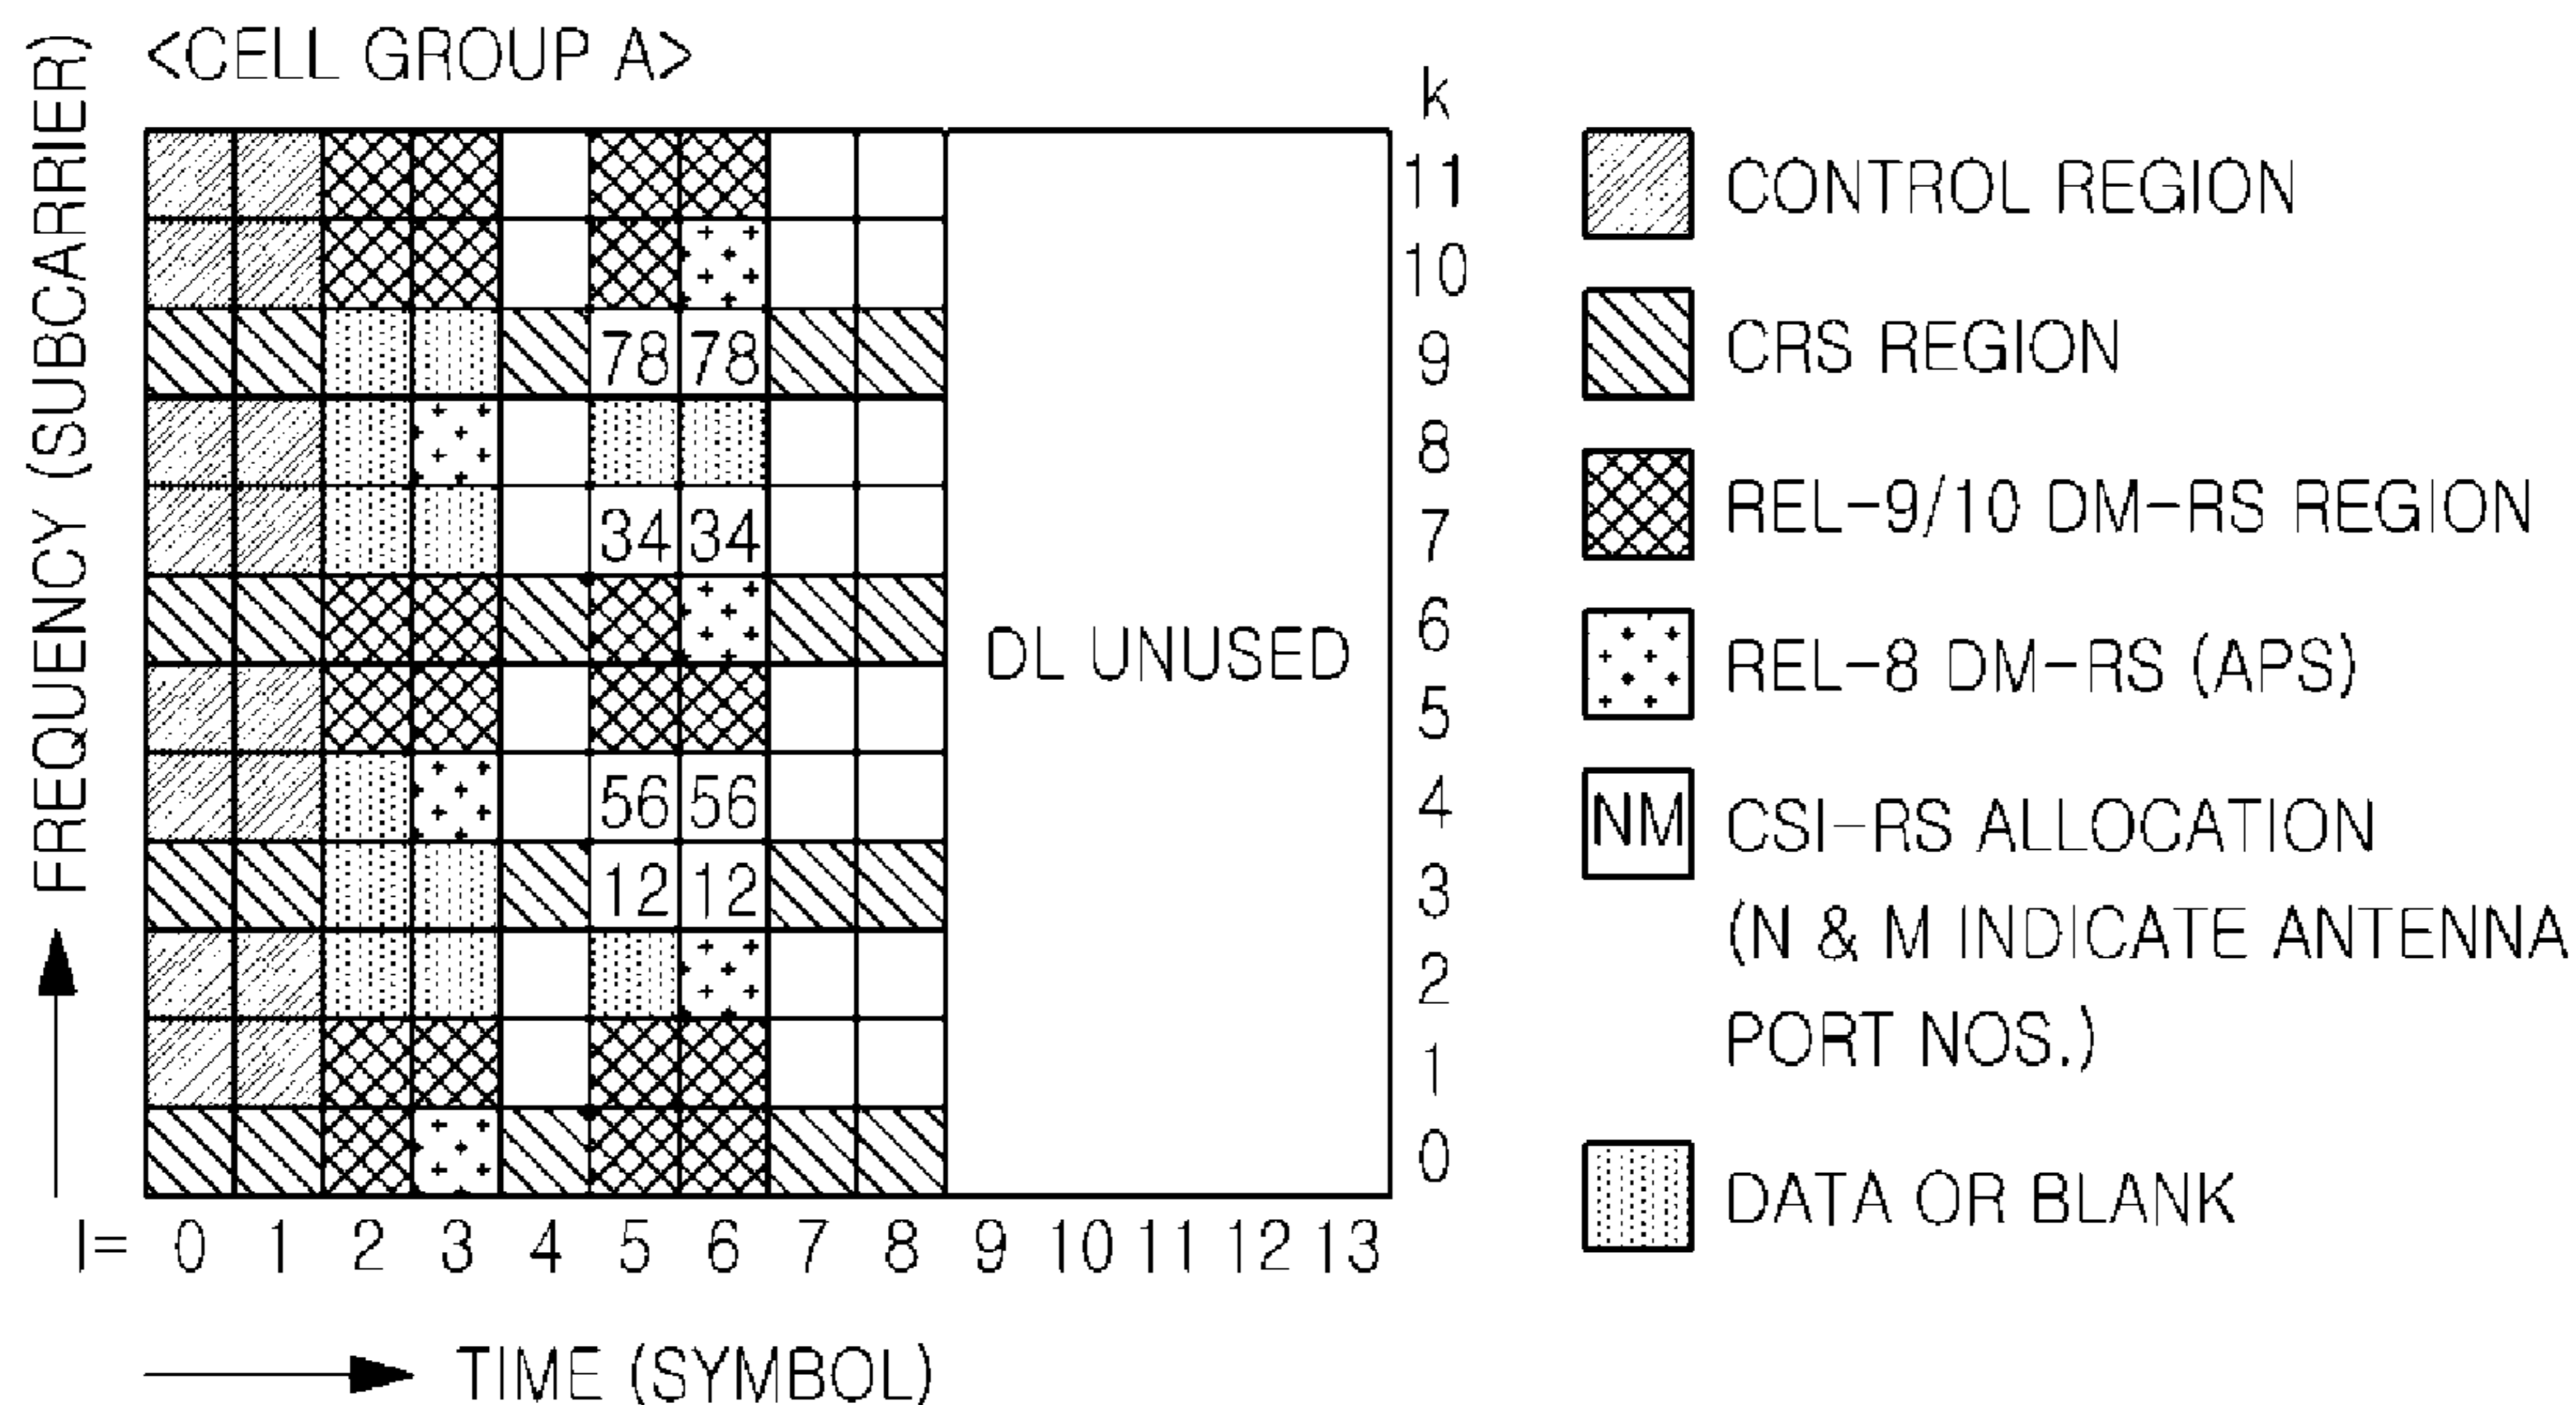 <CELL GROUP A>
FREQUENCY (SUBCARRIER)
k
11
10
78 78 9
8
34 34 7
6
DL UNUSED
5
56 56 4
12 12 3
2
1
0
l= 0 1 2 3 4 5 6 7 8 9 10 11 12 13
TIME (SYMBOL)
CONTROL REGION
CRS REGION
REL-9/10 DM-RS REGION
REL-8 DM-RS (APS)
NM CSI-RS ALLOCATION
(N & M INDICATE ANTENNA
PORT NOS.)
DATA OR BLANK